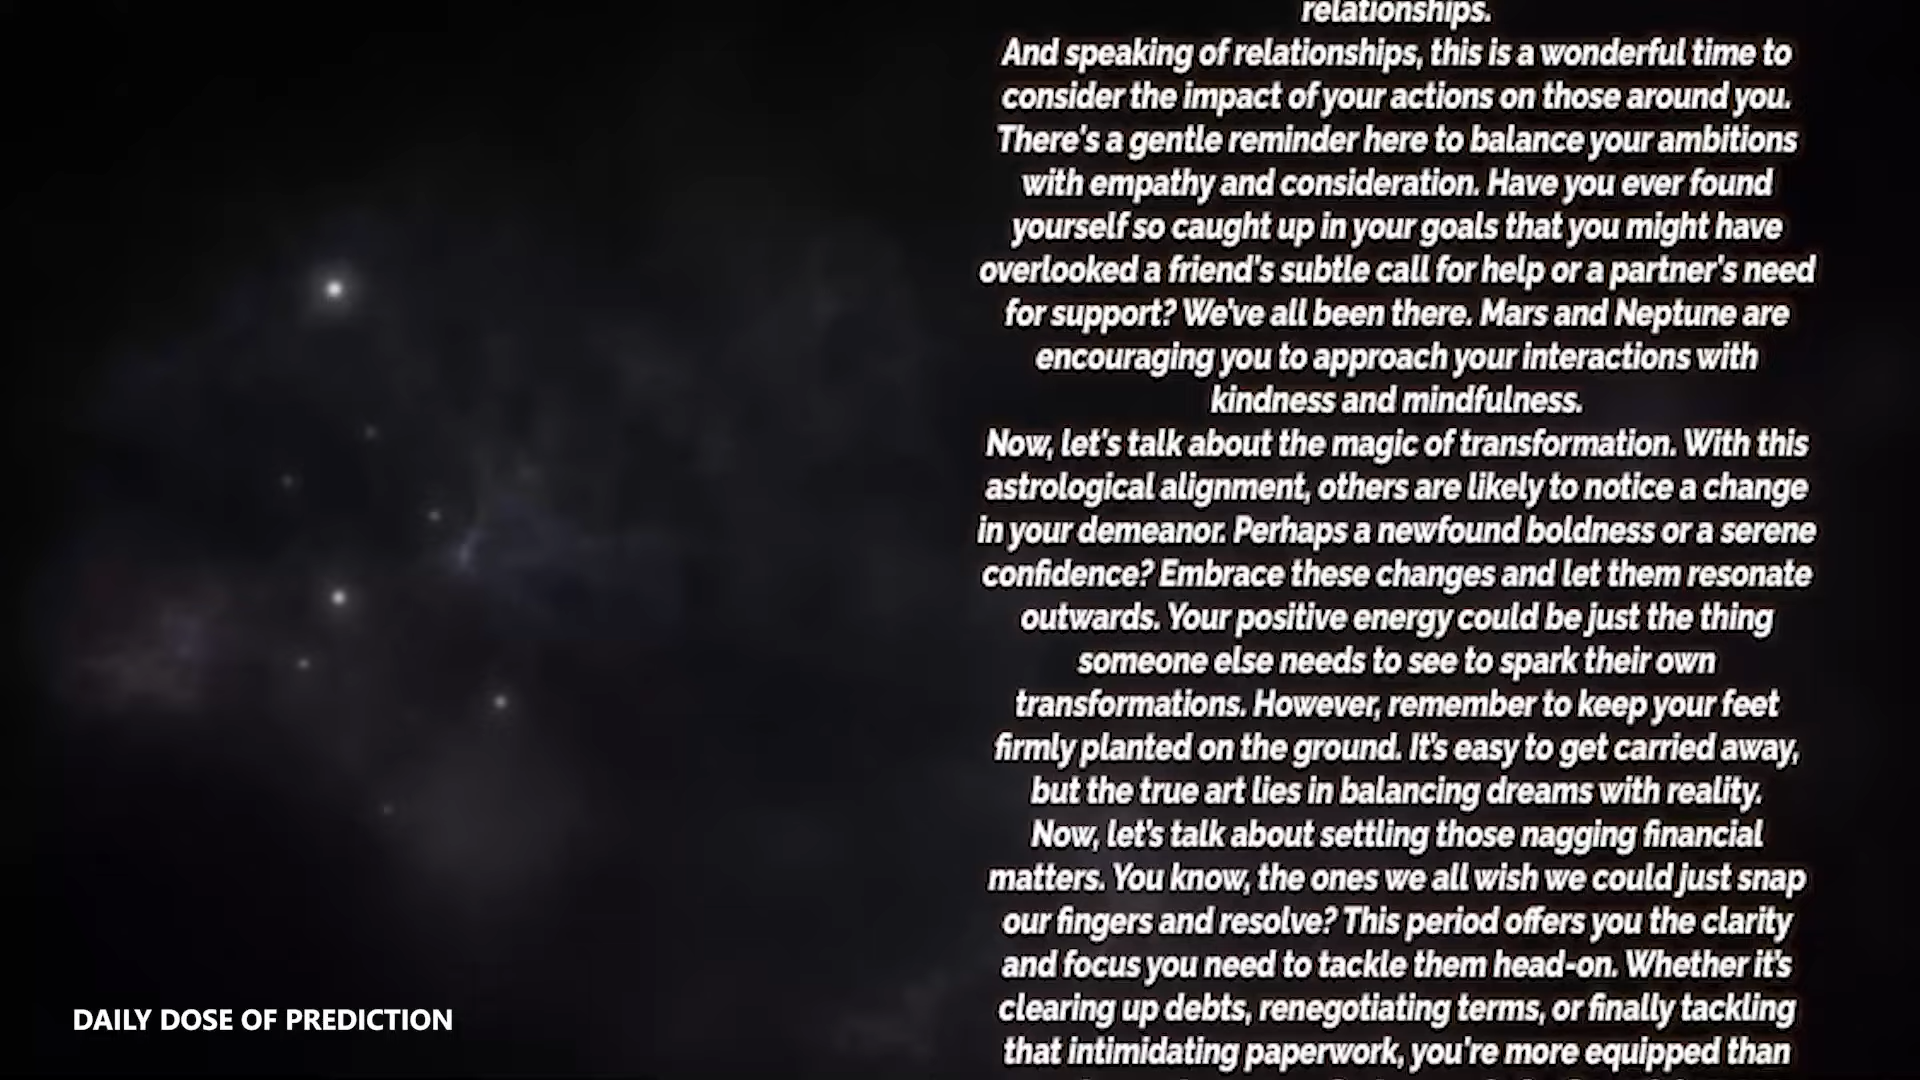 relationships.
And speaking of relationships, this is a wonderful time to
consider the impact of your actions on those around you.
There's a gentle reminder here to balance your ambitions
with empathy and consideration. Have you ever found
yourself so caught up in your goals that you might have
overlooked a friend's subtle call for help or a partner's need
for support? We've all been there. Mars and Neptune are
encouraging you to approach your interactions with
kindness and mindfulness.
Now, let's talk about the magic of transformation. With this
astrological alignment, others are likely to notice a change
in your demeanor. Perhaps a newfound boldness or a serene
confidence? Embrace these changes and let them resonate
outwards. Your positive energy could be just the thing
someone else needs to see to spark their own
transformations. However, remember to keep your feet
firmly planted on the ground. It's easy to get carried away,
but the true art lies in balancing dreams with reality.
Now, let's talk about settling those nagging financial
matters. You know, the ones we all wish we could just snap
our fingers and resolve? This period offers you the clarity
and focus you need to tackle them head-on. Whether it's
clearing up debts, renegotiating terms, or finally tackling
that intimidating paperwork, you're more equipped than
DAILY DOSE OF PREDICTION